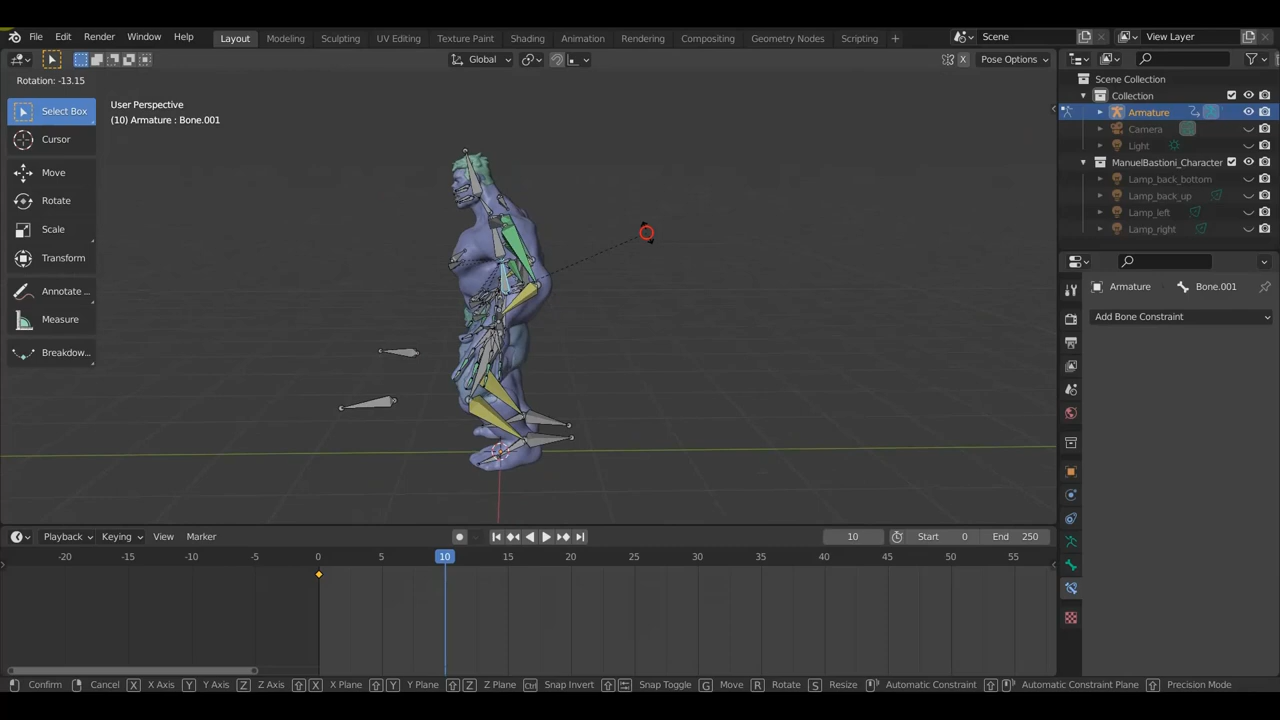 File Edit Render Window Help Layout Modeling Sculpting UV Editing Texture Paint Shading Animation Rendering Compositing Geometry Nodes Scripting + Scene View Layer
Global X Pose Options
Rotation: -13.15
Select Box
Cursor
Move
Rotate
Scale
Transform
Annotate ...
Measure
Breakdow...
User Perspective
(10) Armature : Bone.001
Scene Collection
Collection
Armature
Camera
Light
ManuelBastioni_Character
Lamp_back_bottom
Lamp_back_up
Lamp_left
Lamp_right
Armature Bone.001
Add Bone Constraint
Playback Keying View Marker 10 Start 0 End 250
-20 -15 -10 -5 0 5 10 15 20 25 30 35 40 45 50 55
Confirm Cancel X X Axis Y Y Axis Z Z Axis X X Plane Y Y Plane Z Z Plane Ctrl Snap Invert Snap Toggle G Move R Rotate S Resize Automatic Constraint Automatic Constraint Plane Precision Mode